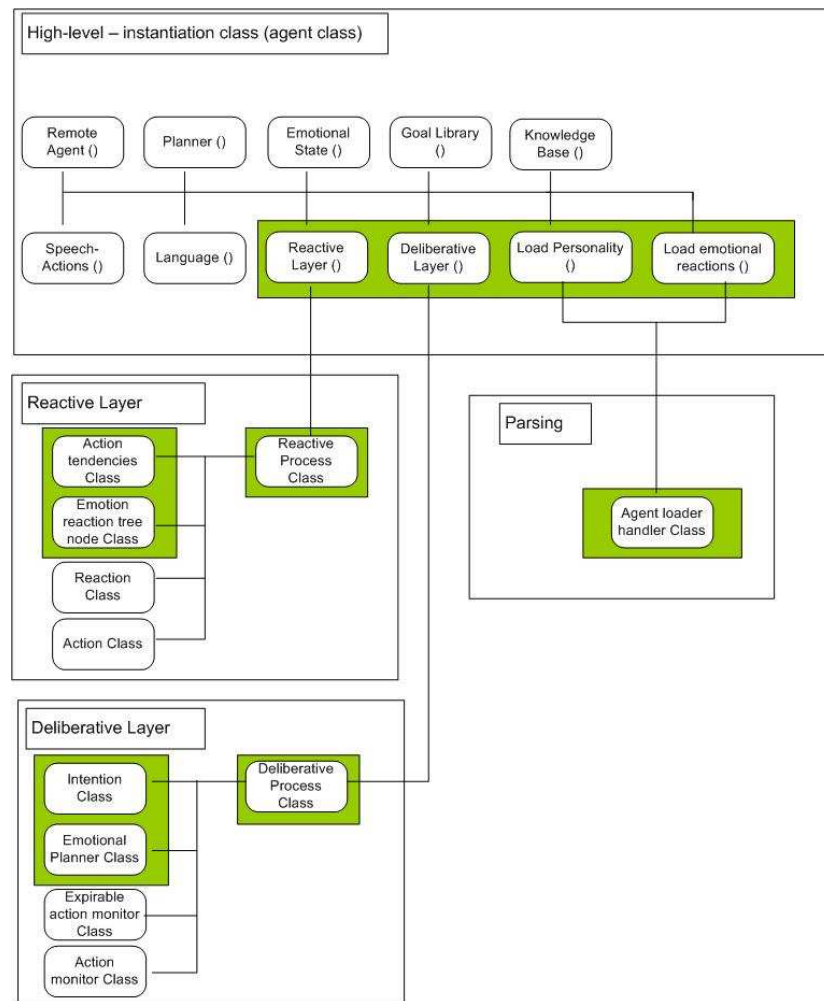 High-level – instantiation class (agent class)
Remote
Agent ()
Planner ()
Emotional
State ()
Goal Library
()
Knowledge
Base ()
Speech-
Actions ()
Language ()
Reactive
Layer ()
Deliberative
Layer ()
Load Personality
()
Load emotional
reactions ()
Reactive Layer
Action
tendencies
Class
Emotion
reaction tree
node Class
Reaction
Class
Action Class
Reactive
Process
Class
Parsing
Agent loader
handler Class
Deliberative Layer
Intention
Class
Emotional
Planner Class
Expirable
action monitor
Class
Action
monitor Class
Deliberative
Process
Class